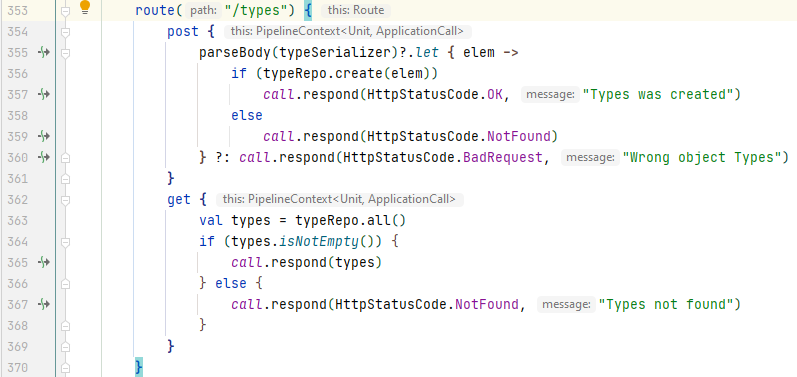 353 route( path: "/types") { this: Route
354 post { this: PipelineContext<Unit, ApplicationCall>
355 parseBody(typeSerializer)?.let { elem ->
356 if (typeRepo.create(elem))
357 call.respond(HttpStatusCode.OK, message: "Types was created")
358 else
359 call.respond(HttpStatusCode.NotFound)
360 } ?: call.respond(HttpStatusCode.BadRequest, message: "Wrong object Types")
361 }
362 get { this: PipelineContext<Unit, ApplicationCall>
363 val types = typeRepo.all()
364 if (types.isNotEmpty()) {
365 call.respond(types)
366 } else {
367 call.respond(HttpStatusCode.NotFound, message: "Types not found")
368 }
369 }
370 }